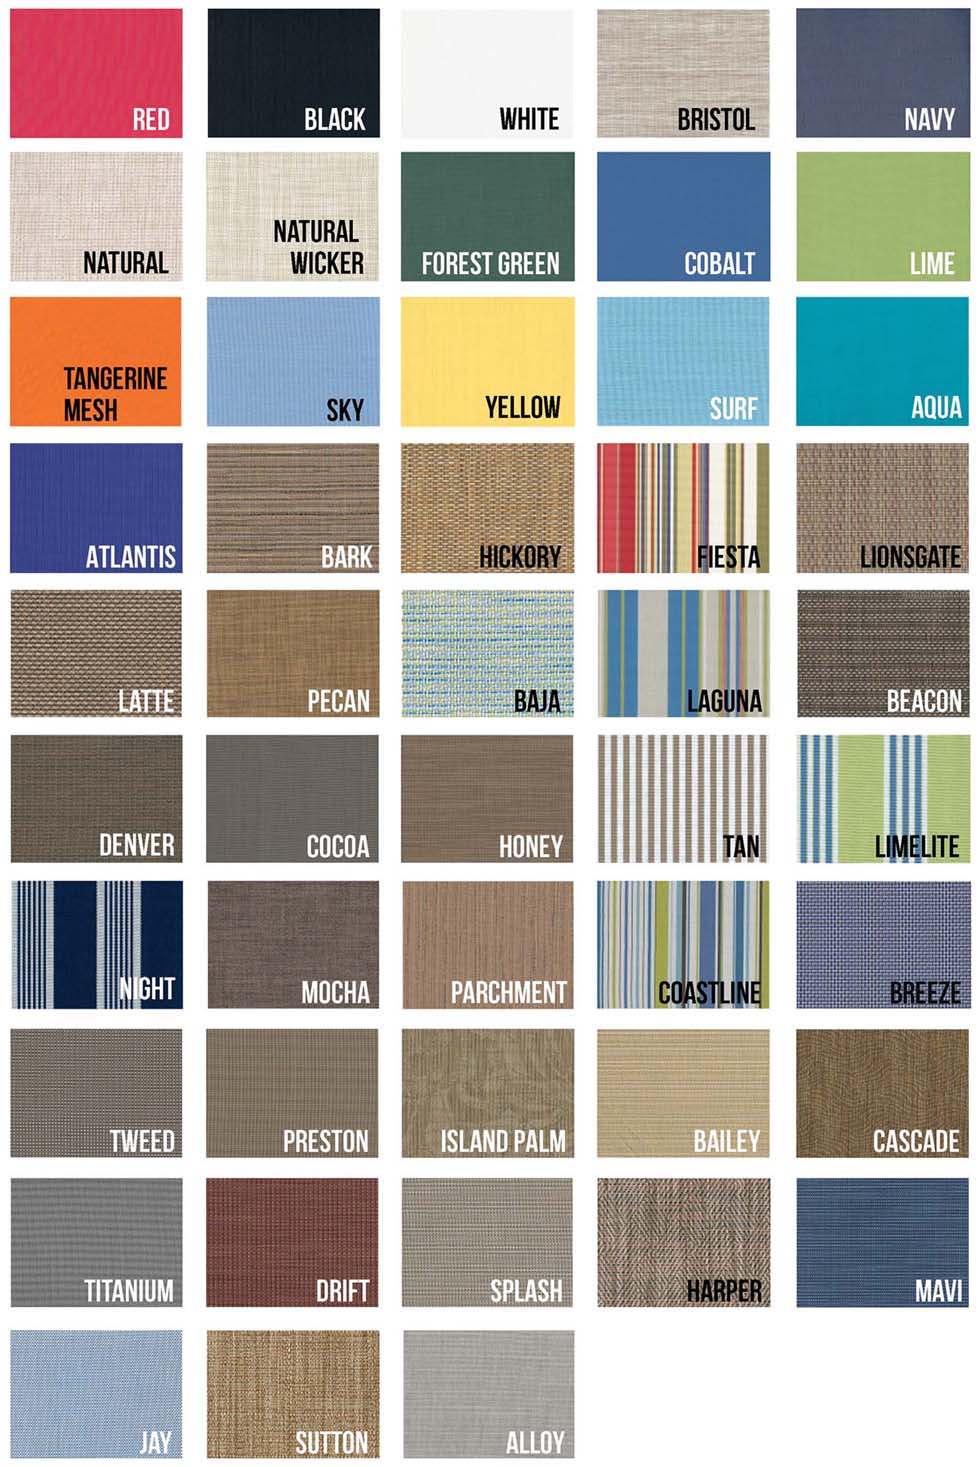 RED
BLACK
WHITE
BRISTOL
NAVY
NATURAL
NATURAL
WICKER
FOREST GREEN
COBALT
LIME
TANGERINE
MESH
SKY
YELLOW
SURF
AQUA
ATLANTIS
BARK
HICKORY
FIESTA
LIONSGATE
LATTE
PECAN
BAJA
LAGUNA
BEACON
DENVER
COCOA
HONEY
TAN
LIMELITE
NIGHT
MOCHA
PARCHMENT
COASTLINE
BREEZE
TWEED
PRESTON
ISLAND PALM
BAILEY
CASCADE
TITANIUM
DRIFT
SPLASH
HARPER
MAVI
JAY
SUTTON
ALLOY